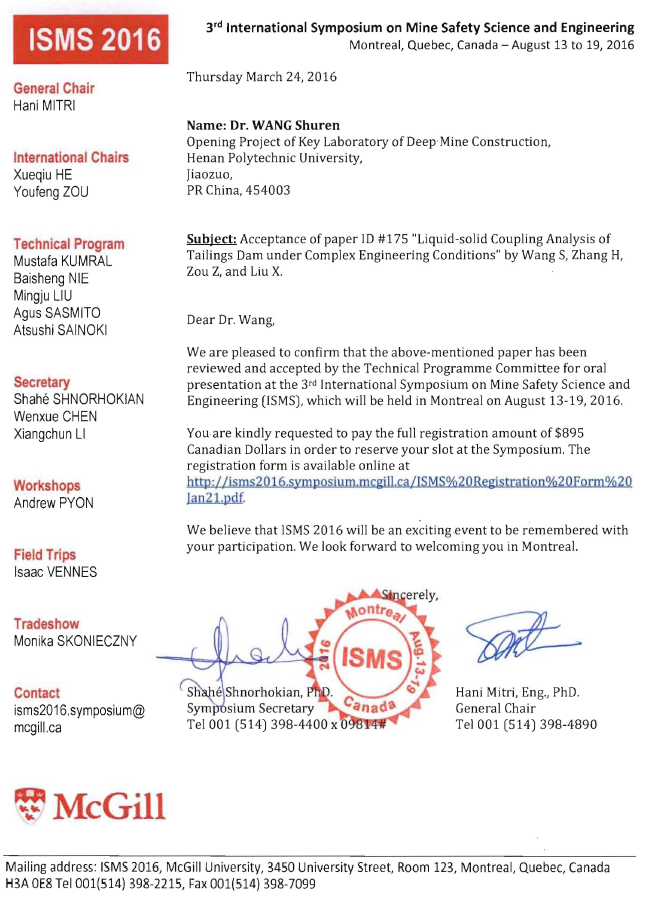 ISMS 2016
3rd International Symposium on Mine Safety Science and Engineering
Montreal, Quebec, Canada – August 13 to 19, 2016
General Chair
Hani MITRI
International Chairs
Xueqiu HE
Youfeng ZOU
Technical Program
Mustafa KUMRAL
Baisheng NIE
Mingju LIU
Agus SASMITO
Atsushi SAINOKI
Secretary
Shahé SHNORHOKIAN
Wenxue CHEN
Xiangchun LI
Workshops
Andrew PYON
Field Trips
Isaac VENNES
Tradeshow
Monika SKONIECZNY
Contact
isms2016.symposium@
mcgill.ca
Thursday March 24, 2016
Name: Dr. WANG Shuren
Opening Project of Key Laboratory of Deep Mine Construction,
Henan Polytechnic University,
Jiaozuo,
PR China, 454003
Subject: Acceptance of paper ID #175 "Liquid-solid Coupling Analysis of
Tailings Dam under Complex Engineering Conditions" by Wang S, Zhang H,
Zou Z, and Liu X.
Dear Dr. Wang,
We are pleased to confirm that the above-mentioned paper has been
reviewed and accepted by the Technical Programme Committee for oral
presentation at the 3rd International Symposium on Mine Safety Science and
Engineering (ISMS), which will be held in Montreal on August 13-19, 2016.
You are kindly requested to pay the full registration amount of $895
Canadian Dollars in order to reserve your slot at the Symposium. The
registration form is available online at
http://isms2016.symposium.mcgill.ca/ISMS%20Registration%20Form%20
Jan21.pdf.
We believe that ISMS 2016 will be an exciting event to be remembered with
your participation. We look forward to welcoming you in Montreal.
Sincerely,
Montreal
2016
ISMS
Aug.13-19
Canada
Shahé Shnorhokian, PhD.
Symposium Secretary
Tel 001 (514) 398-4400 x 09814#
Hani Mitri, Eng., PhD.
General Chair
Tel 001 (514) 398-4890
McGill
Mailing address: ISMS 2016, McGill University, 3450 University Street, Room 123, Montreal, Quebec, Canada
H3A 0E8 Tel 001(514) 398-2215, Fax 001(514) 398-7099